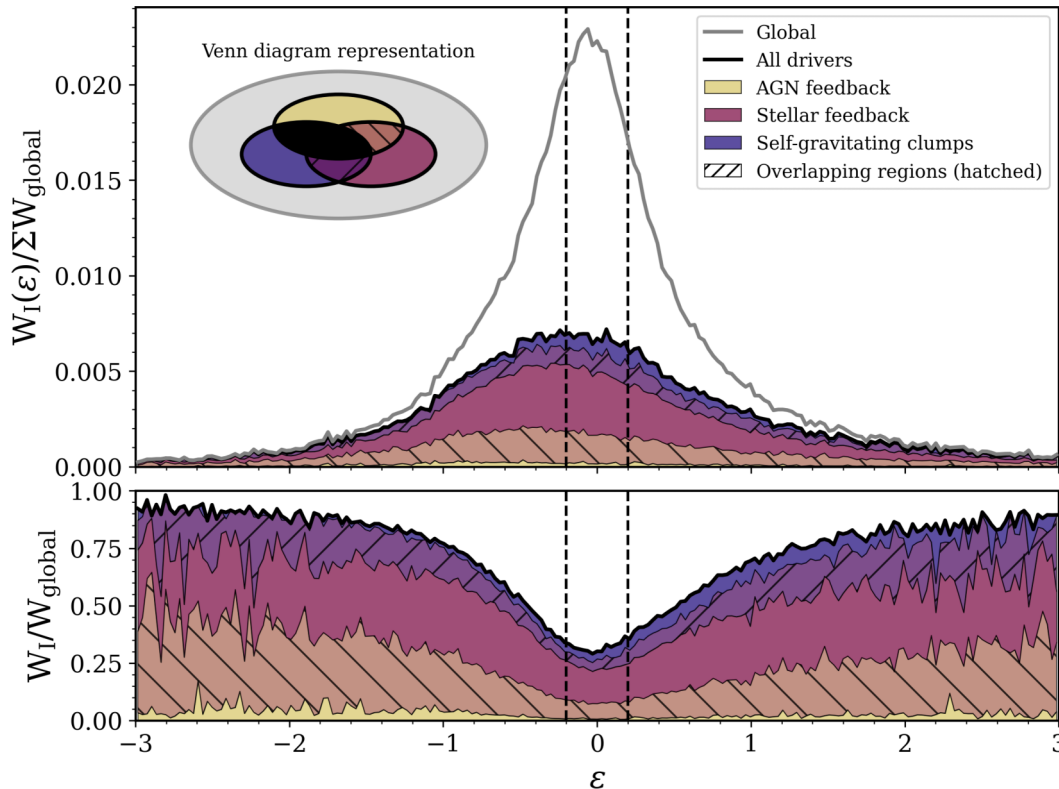 Venn diagram representation
Global
All drivers
AGN feedback
Stellar feedback
Self-gravitating clumps
Overlapping regions (hatched)
W_I(ε)/ΣW_global
0.020
0.015
0.010
0.005
0.000
W_I/W_global
1.00
0.75
0.50
0.25
0.00
−3
−2
−1
0
1
2
3
ε